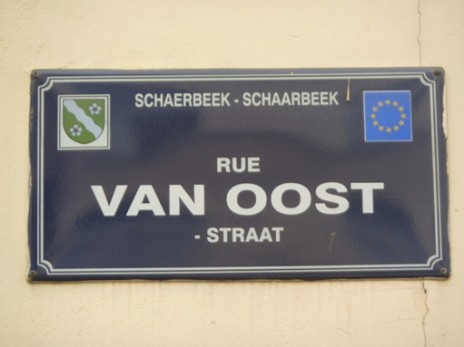 SCHAERBEEK - SCHAARBEEK
RUE
VAN OOST
- STRAAT